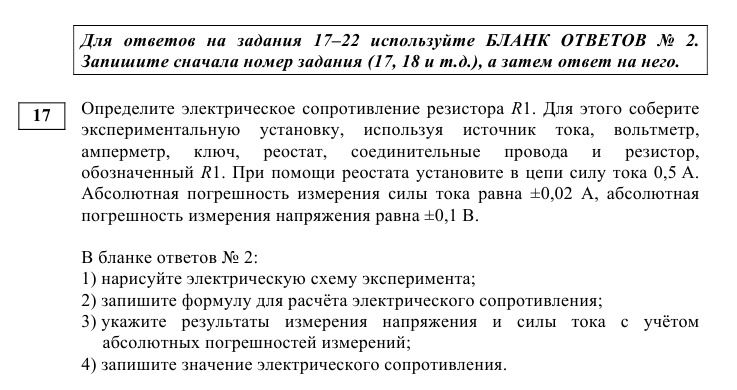 Для ответов на задания 17–22 используйте БЛАНК ОТВЕТОВ № 2.
Запишите сначала номер задания (17, 18 и т.д.), а затем ответ на него.
17
Определите электрическое сопротивление резистора R1. Для этого соберите
экспериментальную установку, используя источник тока, вольтметр,
амперметр, ключ, реостат, соединительные провода и резистор,
обозначенный R1. При помощи реостата установите в цепи силу тока 0,5 А.
Абсолютная погрешность измерения силы тока равна ±0,02 А, абсолютная
погрешность измерения напряжения равна ±0,1 В.
В бланке ответов № 2:
1) нарисуйте электрическую схему эксперимента;
2) запишите формулу для расчёта электрического сопротивления;
3) укажите результаты измерения напряжения и силы тока с учётом
абсолютных погрешностей измерений;
4) запишите значение электрического сопротивления.